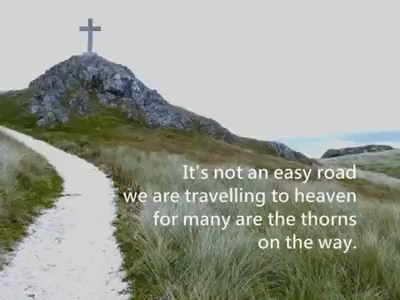 It's not an easy road
we are travelling to heaven
for many are the thorns
on the way.